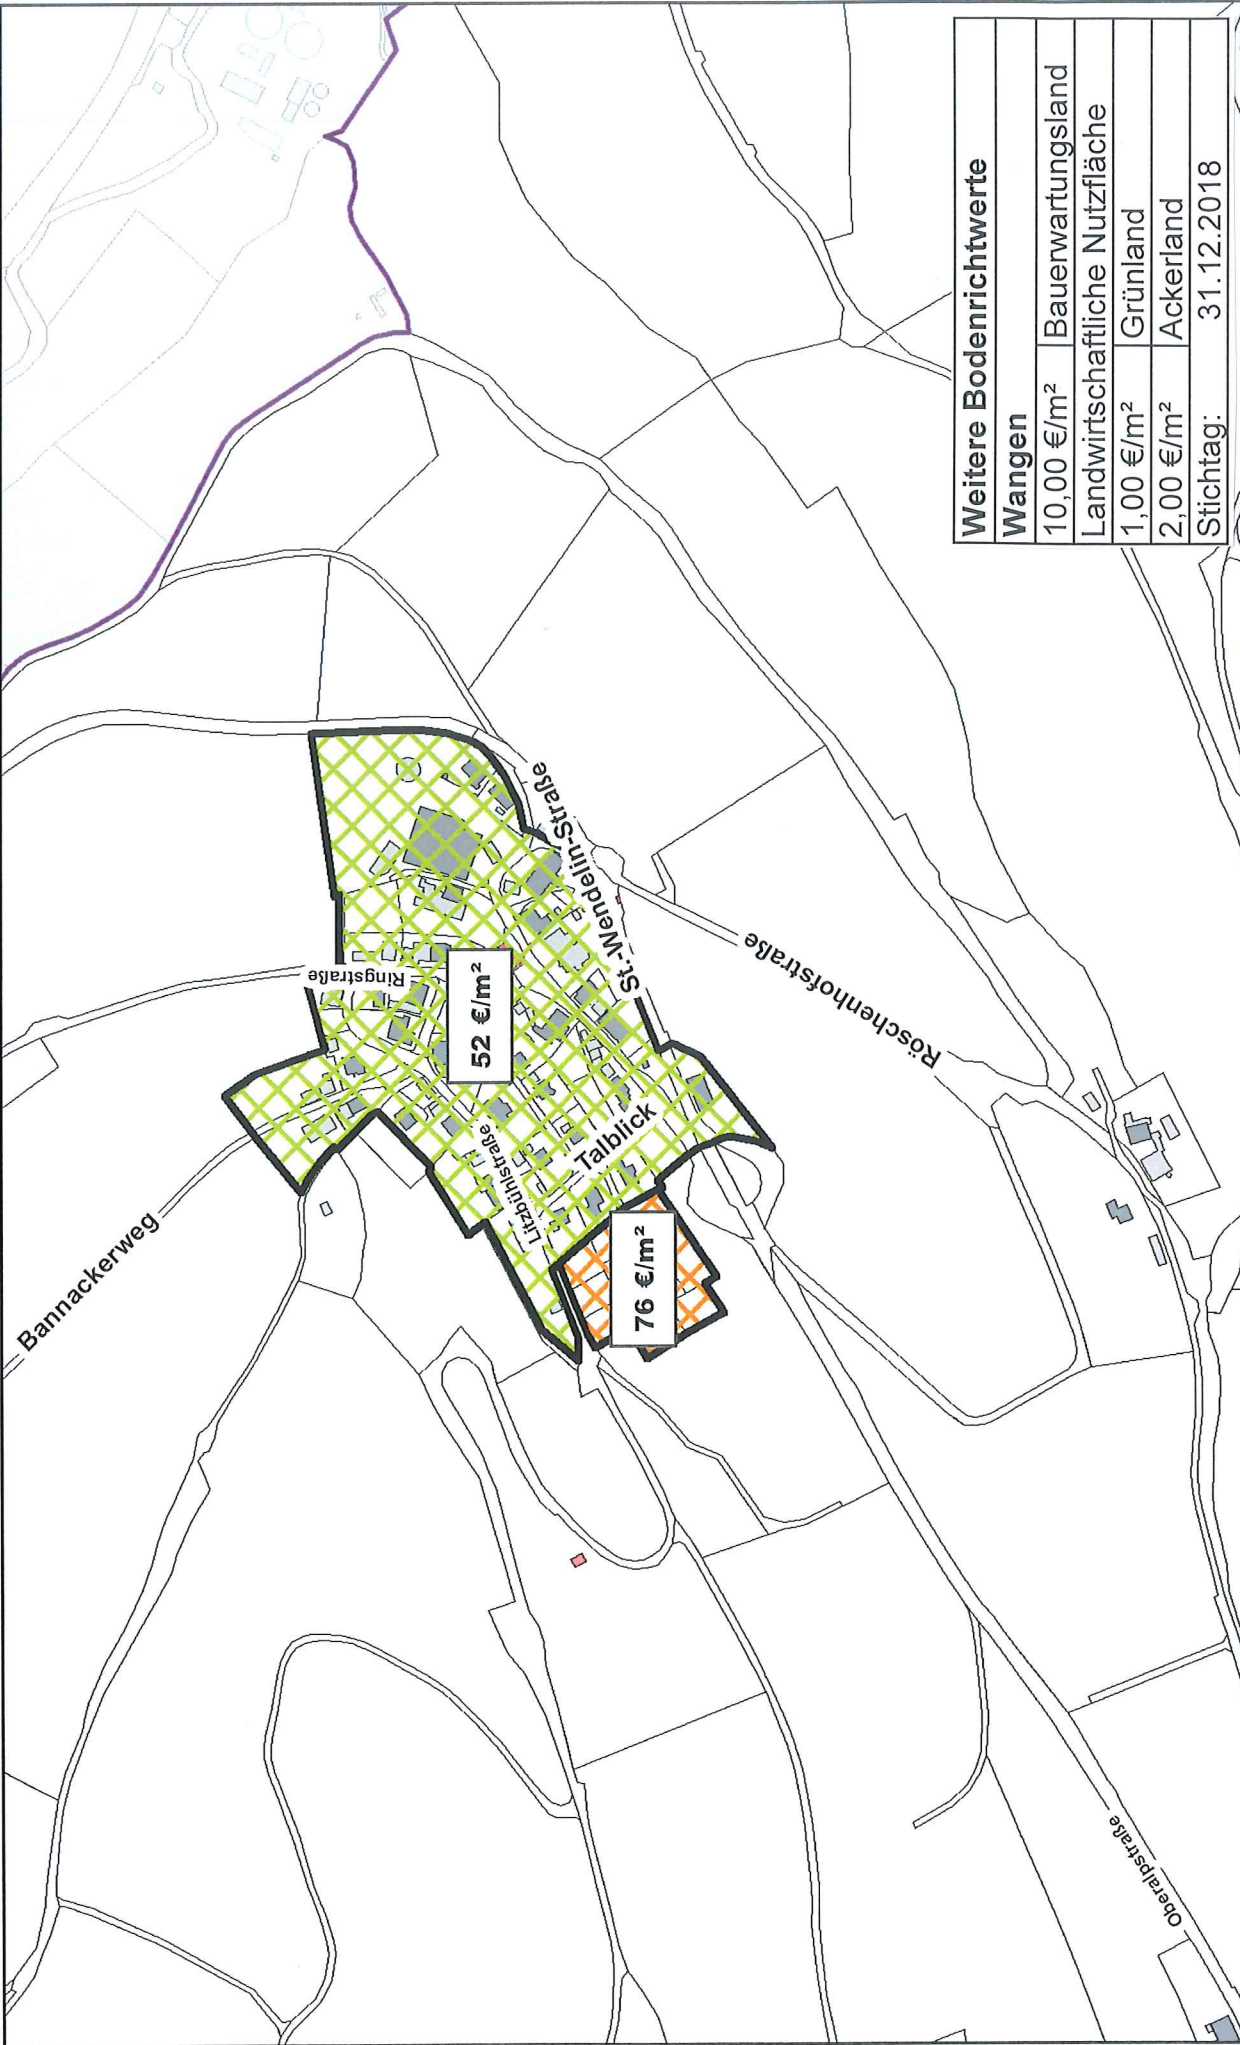 Bannackerweg
Ringstraße
52 €/m²
Litzbühlstraße
Talblick
76 €/m²
St.-Wendelin-Straße
Röschenhofstraße
Oberalpstraße
Weitere Bodenrichtwerte
Wangen
10,00 €/m² Bauerwartungsland
Landwirtschaftliche Nutzfläche
1,00 €/m² Grünland
2,00 €/m² Ackerland
Stichtag: 31.12.2018